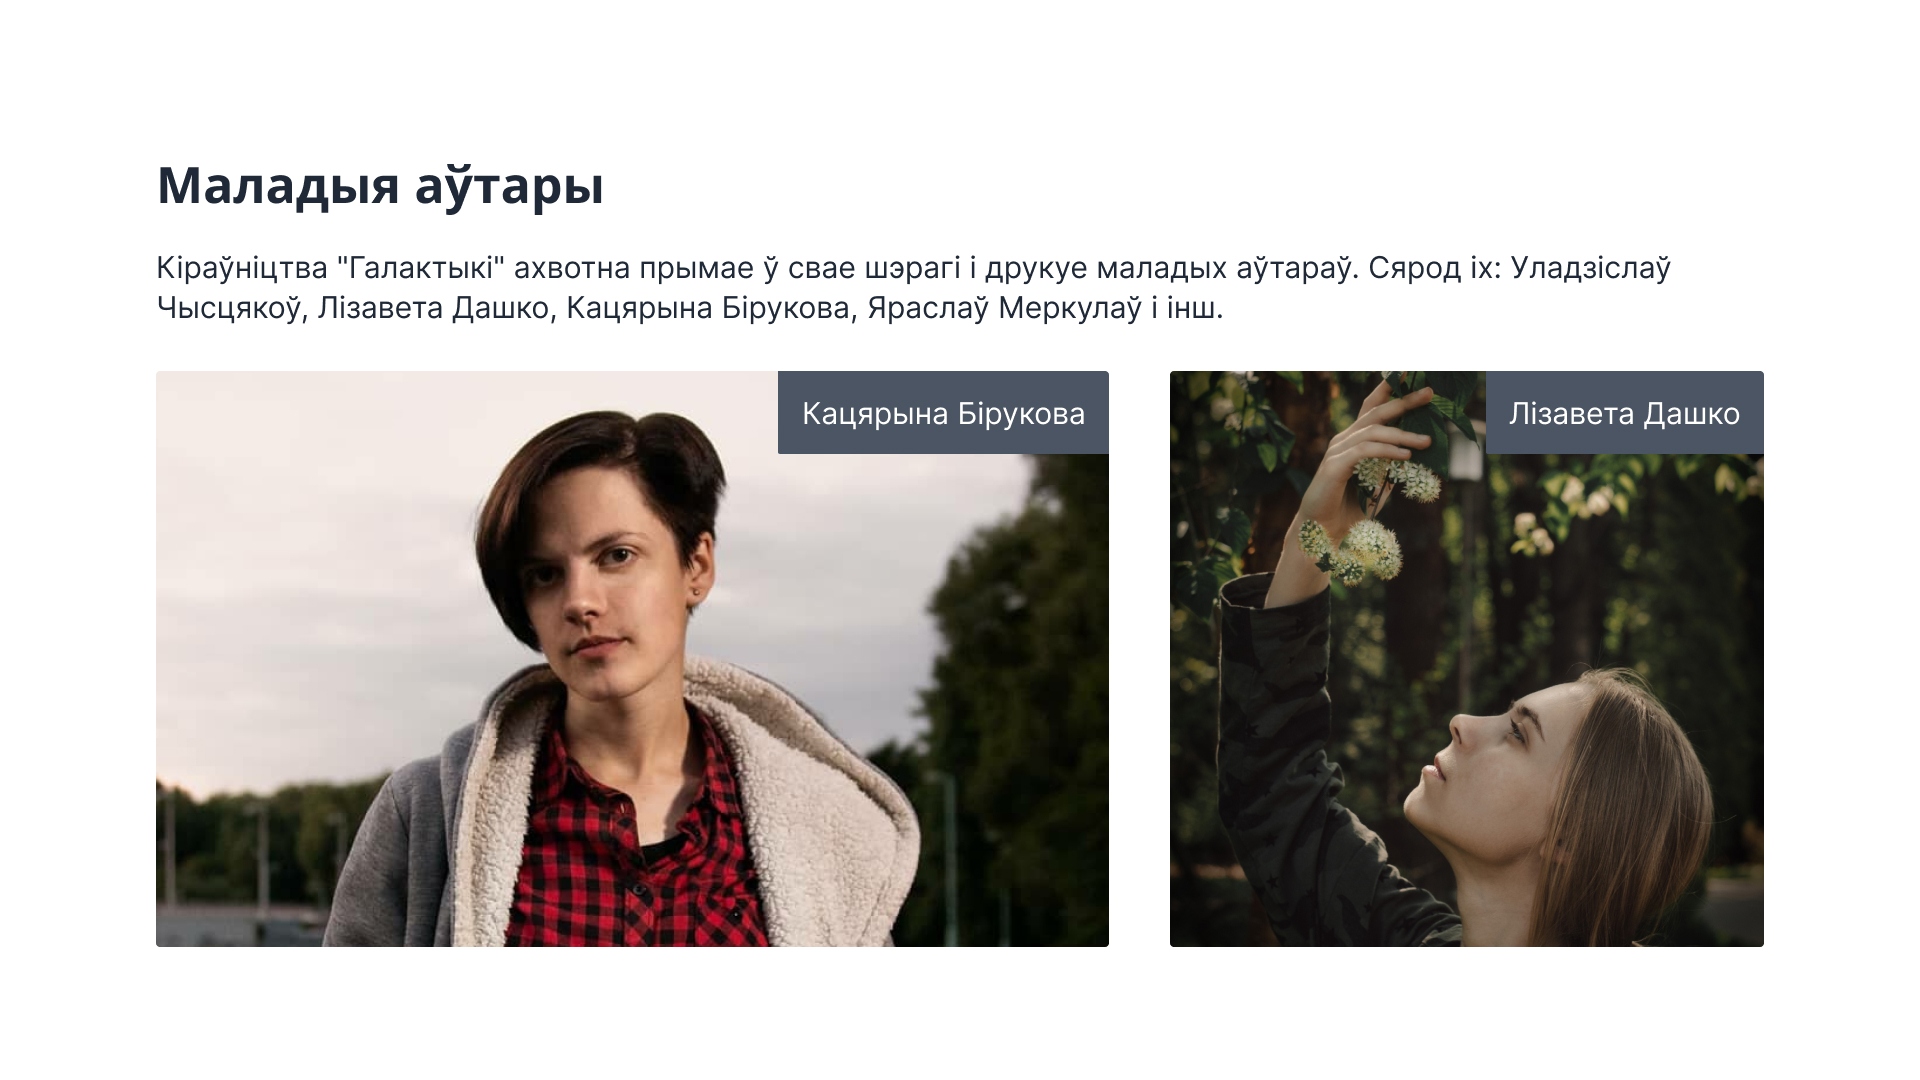 Маладыя аўтары
Кіраўніцтва "Галактыкі" ахвотна прымае ў свае шэрагі і друкуе маладых аўтараў. Сярод іх: Уладзіслаў
Чысцякоў, Лізавета Дашко, Кацярына Бірукова, Яраслаў Меркулаў і інш.
Кацярына Бірукова
Лізавета Дашко